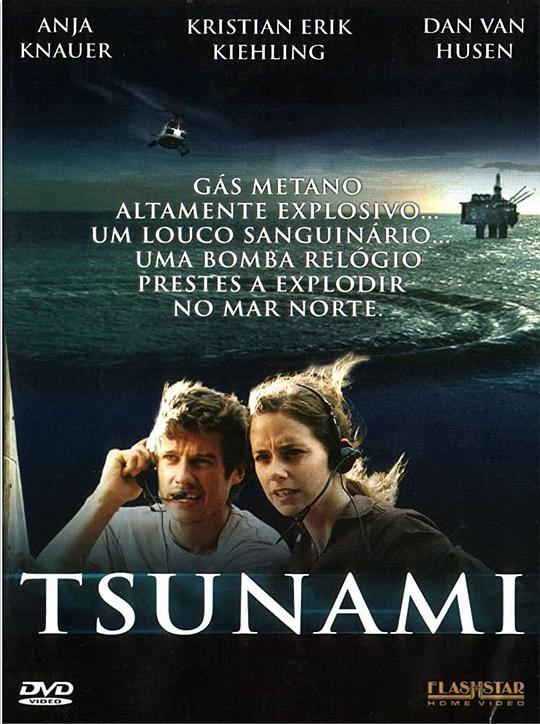 ANJA KNAUER
KRISTIAN ERIK KIEHLING
DAN VAN HUSEN
GÁS METANO
ALTAMENTE EXPLOSIVO...
UM LOUCO SANGUINÁRIO...
UMA BOMBA RELÓGIO
PRESTES A EXPLODIR
NO MAR NORTE.
TSUNAMI
DVD
VIDEO
FLASHSTAR
HOME VIDEO